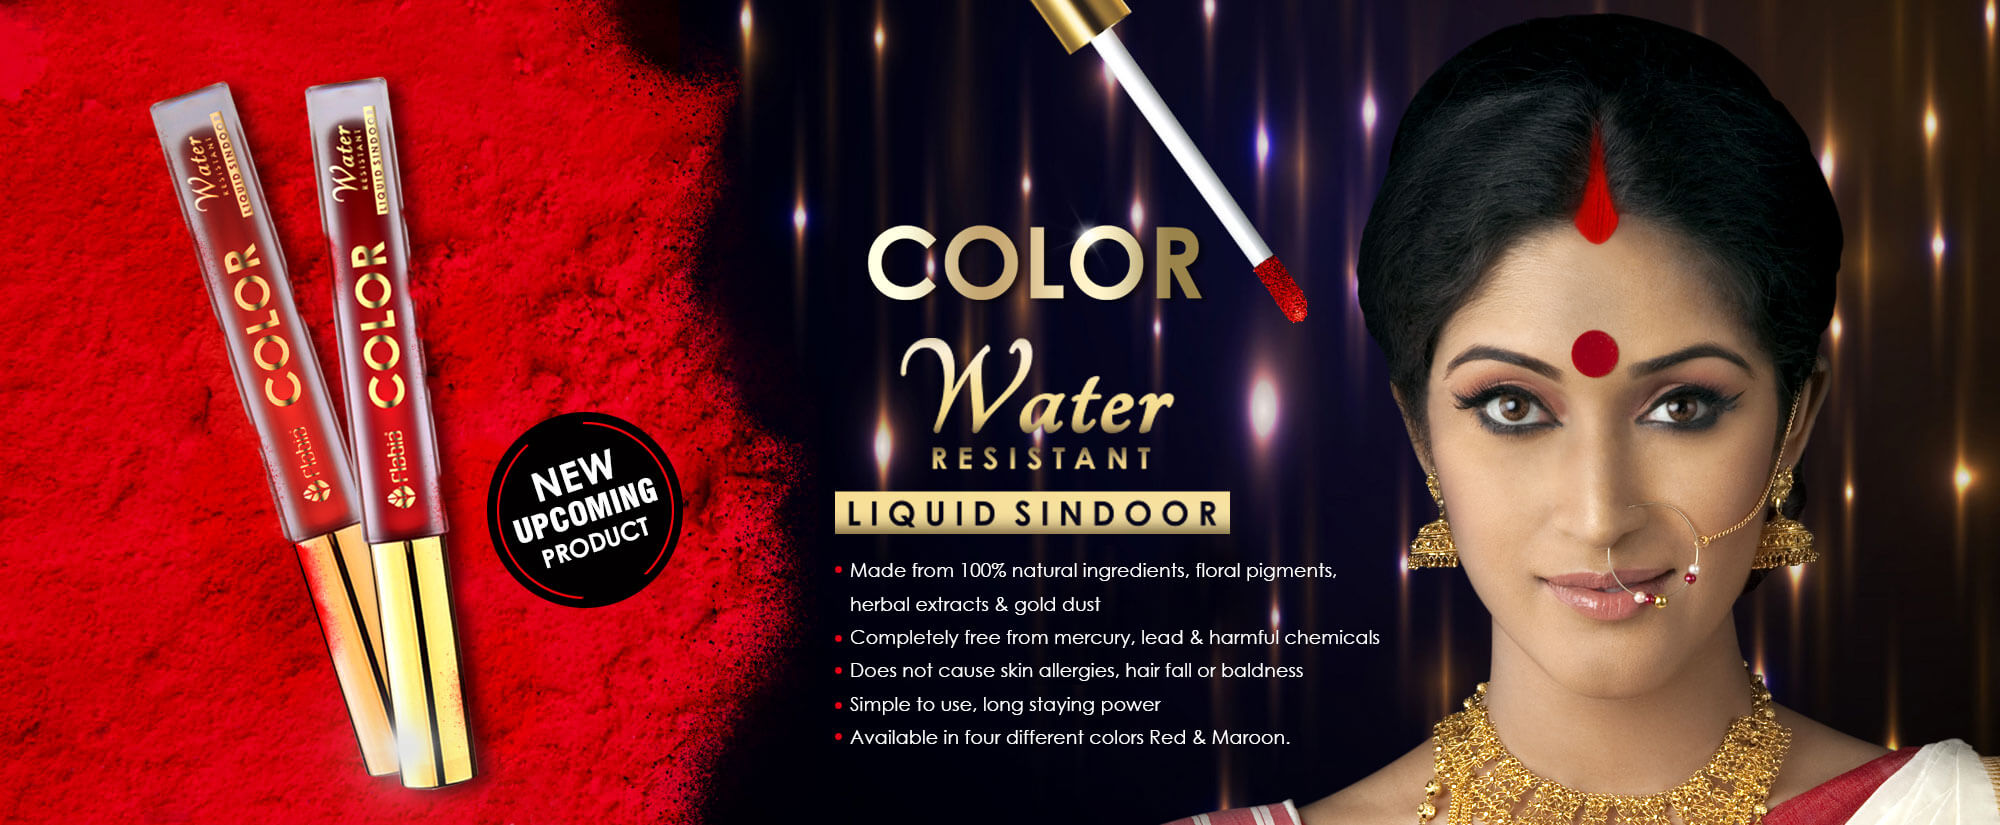 Water
RESISTANT
LIQUID SINDOOR
COLOR
Water
RESISTANT
LIQUID SINDOOR
COLOR
NEW
UPCOMING
PRODUCT
COLOR
Water
RESISTANT
LIQUID SINDOOR
• Made from 100% natural ingredients, floral pigments,
herbal extracts & gold dust
• Completely free from mercury, lead & harmful chemicals
• Does not cause skin allergies, hair fall or baldness
• Simple to use, long staying power
• Available in four different colors Red & Maroon.